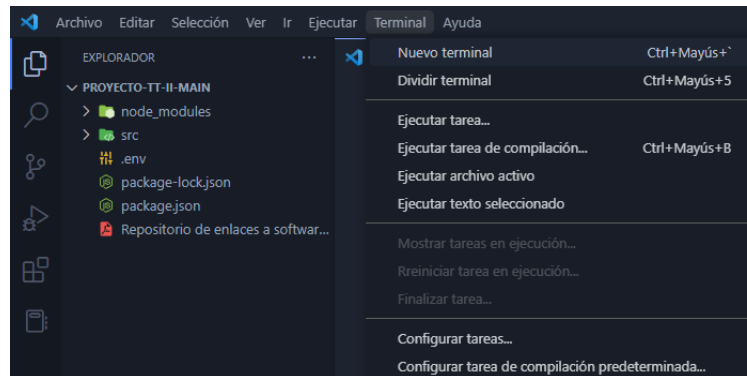 Archivo Editar Selección Ver Ir Ejecutar Terminal Ayuda
EXPLORADOR ...
PROYECTO-TT-II-MAIN
node_modules
src
.env
package-lock.json
package.json
Repositorio de enlaces a softwar...
Nuevo terminal Ctrl+Mayús+`
Dividir terminal Ctrl+Mayús+5
Ejecutar tarea...
Ejecutar tarea de compilación... Ctrl+Mayús+B
Ejecutar archivo activo
Ejecutar texto seleccionado
Mostrar tareas en ejecución...
Rreiniciar tarea en ejecución...
Finalizar tarea...
Configurar tareas...
Configurar tarea de compilación predeterminada...